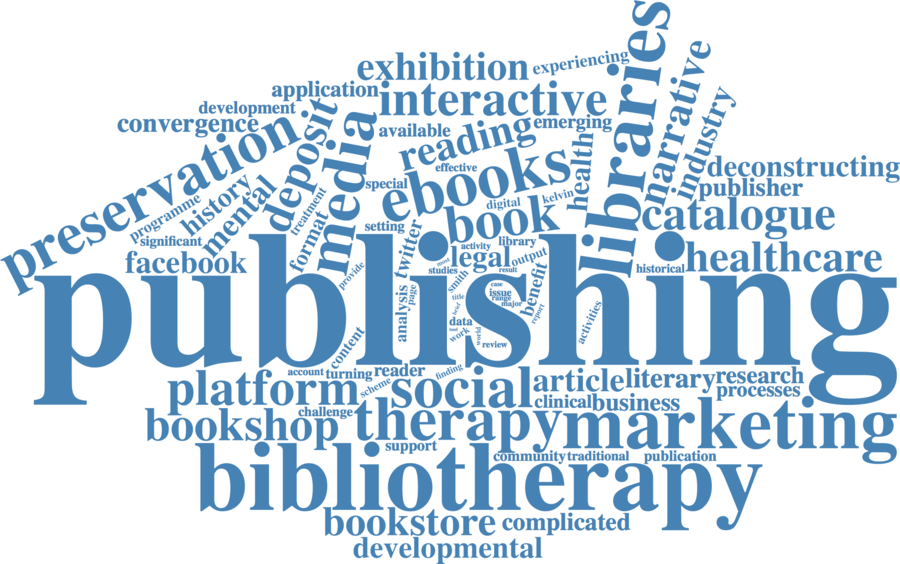 libraries
exhibition
experiencing
application
interactive
narrative
development
deposit
industry
convergence
media
available
reading
emerging
preservation
effective
health
deconstructing
special
ebooks
publisher
history
mental
treatment
digital
kelvin
programme
setting
book
catalogue
significant
format
twitter
activity
library
facebook
legal
output
historical
healthcare
most
studies
result
benefit
provide
smith
case
publishing
analysis
page
title
issue
range
major
brief
report
activities
data
tool
work
world
review
content
account
turning
reader
finding
platform
scheme
social
article
literary
research
processes
clinical
business
bookshop
challenge
therapy
marketing
support
community
traditional
publication
bibliotherapy
bookstore
complicated
developmental